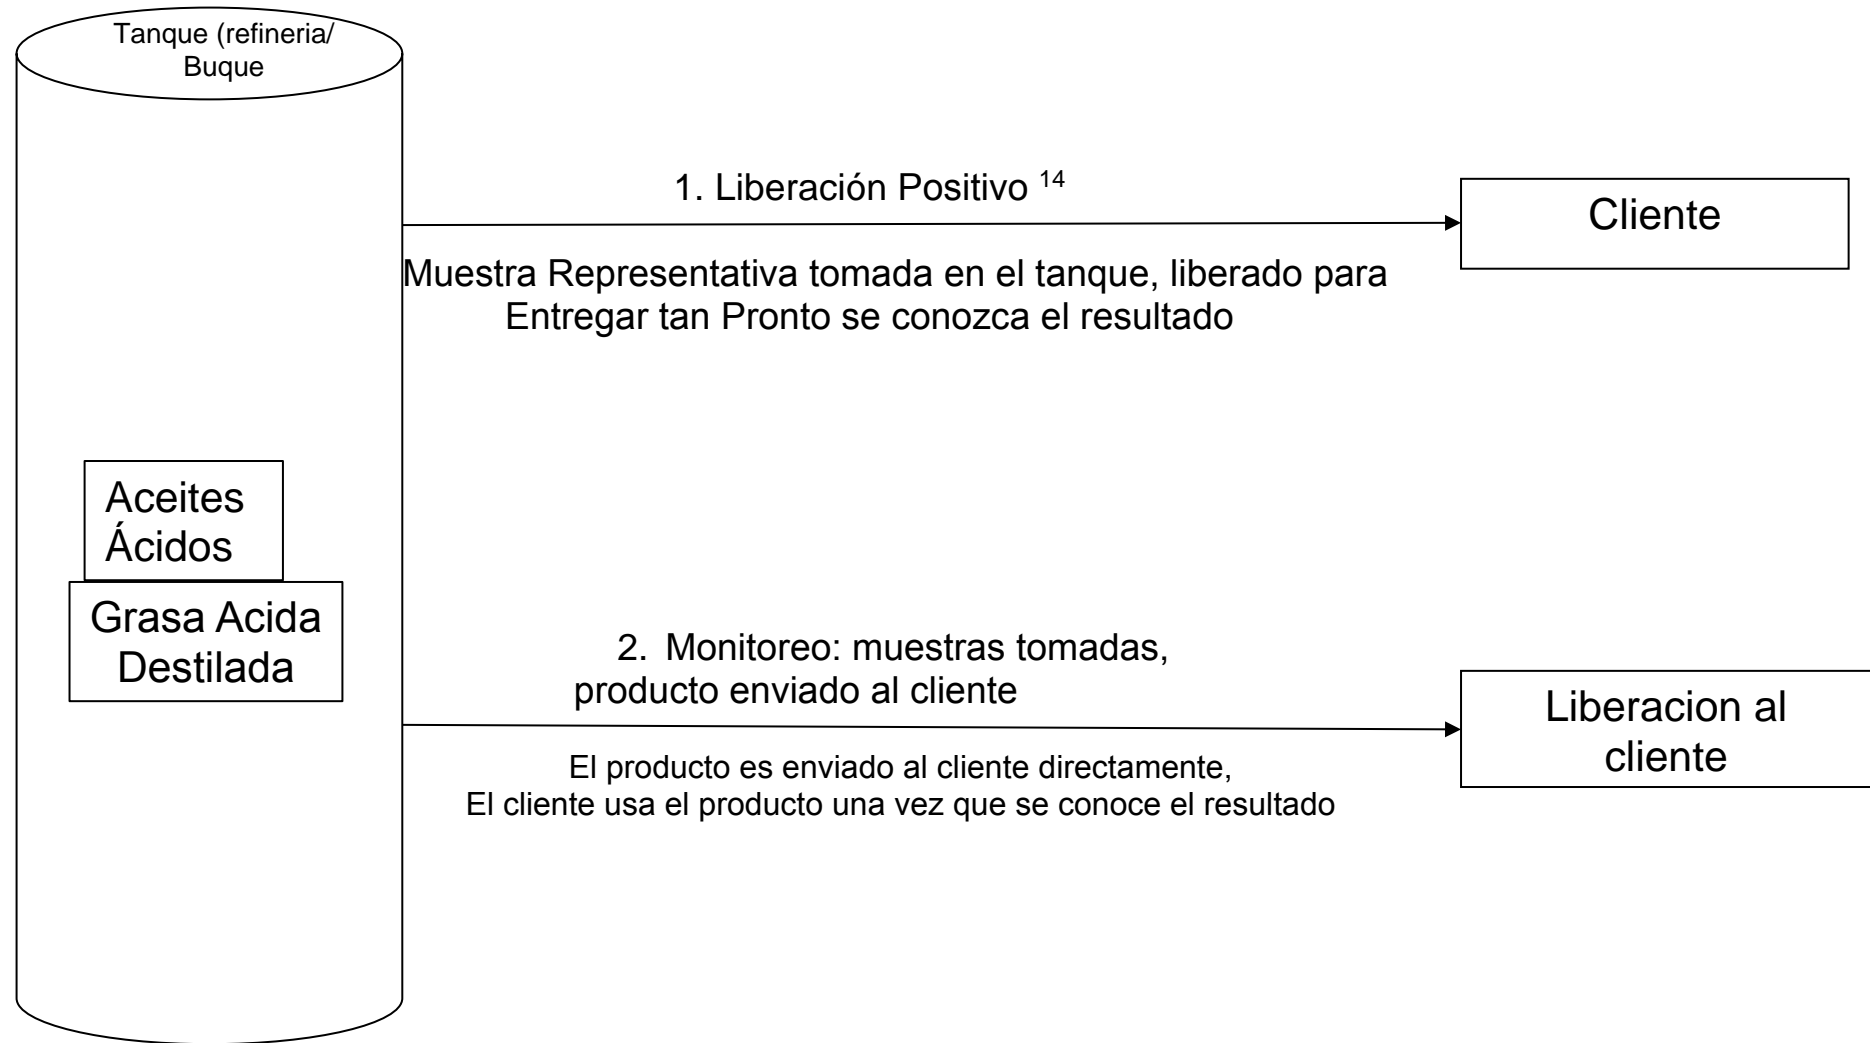 Tanque (refineria/
Buque
1. Liberación Positivo 14
Cliente
Muestra Representativa tomada en el tanque, liberado para
Entregar tan Pronto se conozca el resultado
Aceites
Ácidos
Grasa Acida
Destilada
2. Monitoreo: muestras tomadas,
producto enviado al cliente
Liberacion al
cliente
El producto es enviado al cliente directamente,
El cliente usa el producto una vez que se conoce el resultado